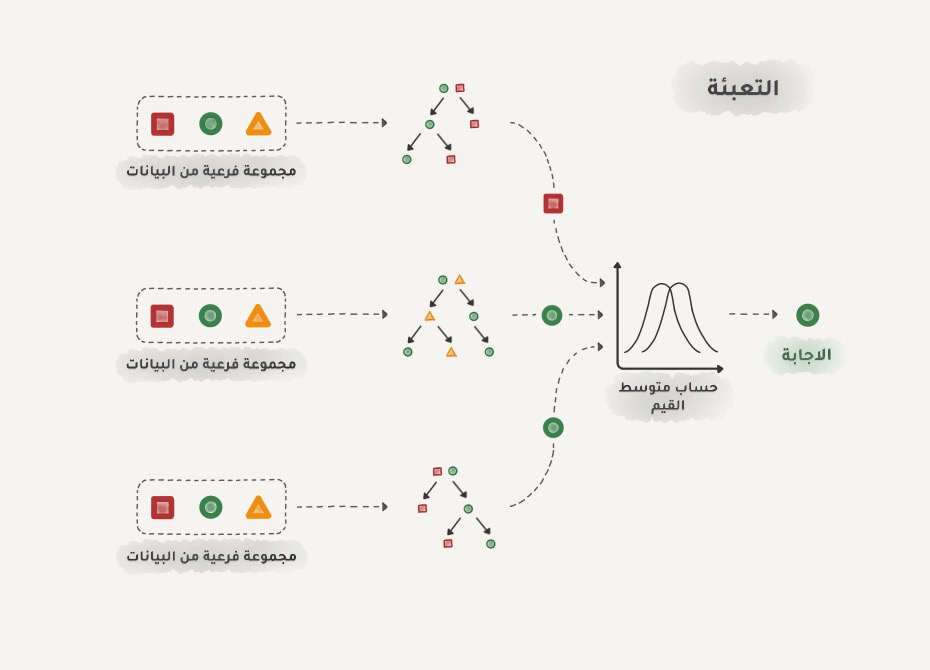 التعبئة
مجموعة فرعية من البيانات
مجموعة فرعية من البيانات
حساب متوسط
القيم
الاجابة
مجموعة فرعية من البيانات